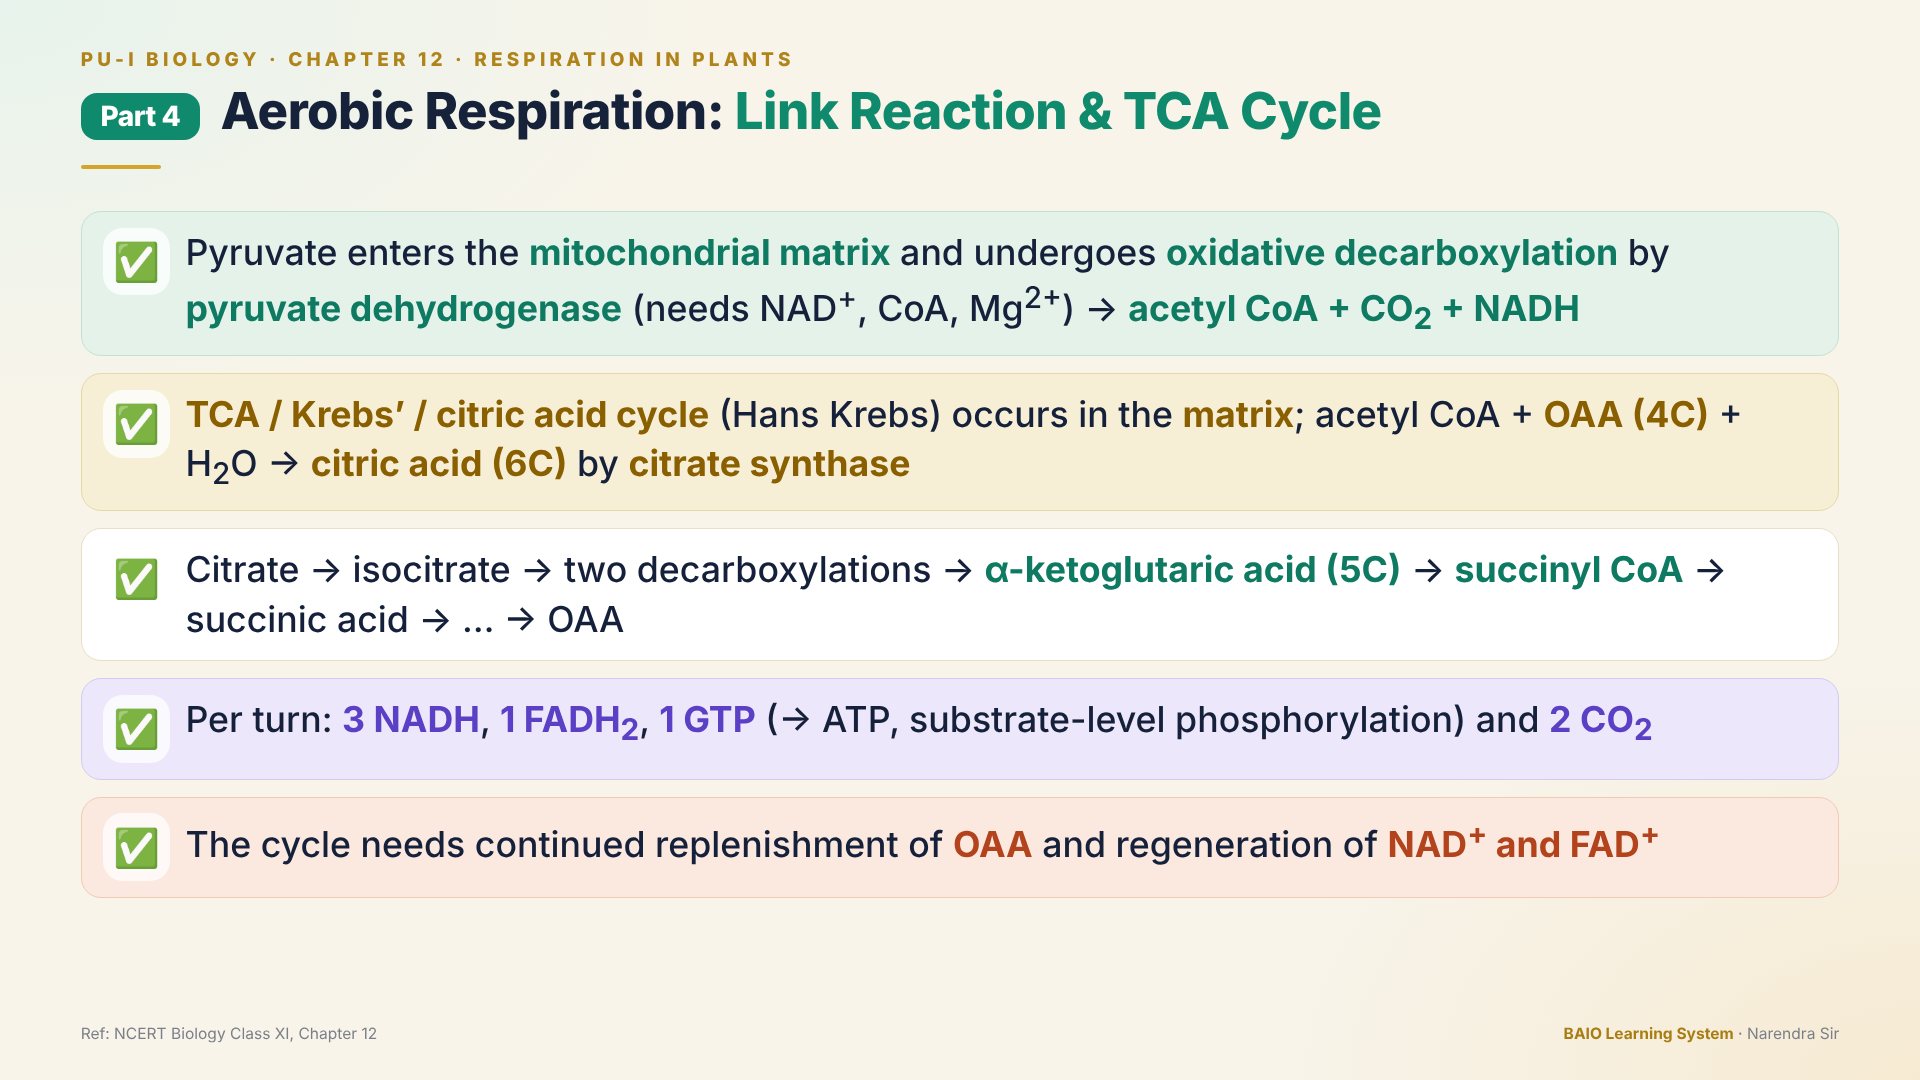 PU-I BIOLOGY · CHAPTER 12 · RESPIRATION IN PLANTS
Part 4 Aerobic Respiration: Link Reaction & TCA Cycle
✅ Pyruvate enters the mitochondrial matrix and undergoes oxidative decarboxylation by
pyruvate dehydrogenase (needs NAD⁺, CoA, Mg²⁺) → acetyl CoA + CO₂ + NADH
✅ TCA / Krebs’ / citric acid cycle (Hans Krebs) occurs in the matrix; acetyl CoA + OAA (4C) +
H₂O → citric acid (6C) by citrate synthase
✅ Citrate → isocitrate → two decarboxylations → α-ketoglutaric acid (5C) → succinyl CoA →
succinic acid → … → OAA
✅ Per turn: 3 NADH, 1 FADH₂, 1 GTP (→ ATP, substrate-level phosphorylation) and 2 CO₂
✅ The cycle needs continued replenishment of OAA and regeneration of NAD⁺ and FAD⁺
Ref: NCERT Biology Class XI, Chapter 12
BAIO Learning System · Narendra Sir